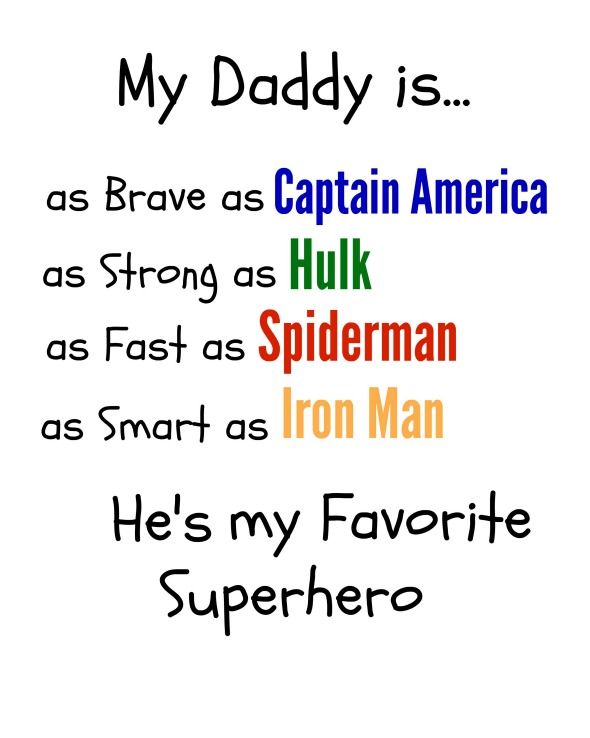 My Daddy is...
as Brave as Captain America
as Strong as Hulk
as Fast as Spiderman
as Smart as Iron Man
He's my Favorite
Superhero